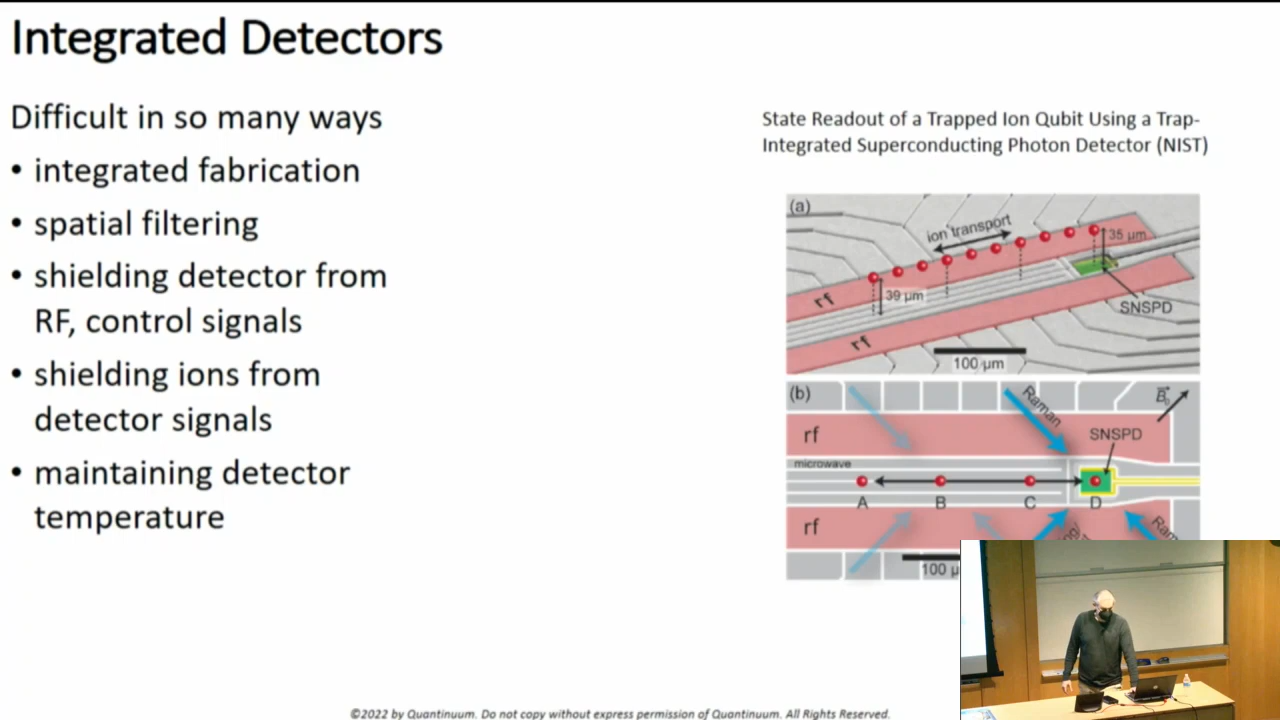 Integrated Detectors
Difficult in so many ways
• integrated fabrication
• spatial filtering
• shielding detector from
RF, control signals
• shielding ions from
detector signals
• maintaining detector
temperature
State Readout of a Trapped Ion Qubit Using a Trap-
Integrated Superconducting Photon Detector (NIST)
(a)
ion transport
35 µm
rf
39 µm
SNSPD
rf
100 µm
(b)
Raman
B₀
rf
SNSPD
microwave
A B C D
rf
100 µ
©2022 by Quantinuum. Do not copy without express permission of Quantinuum. All Rights Reserved.